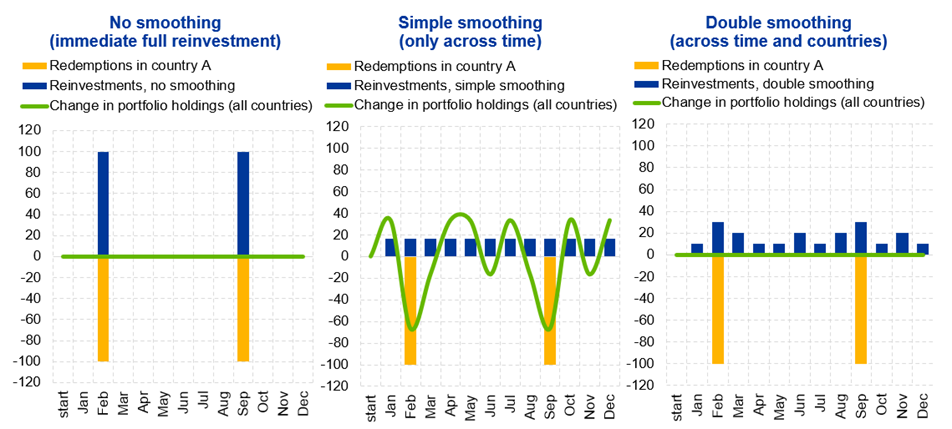 No smoothing
(immediate full reinvestment)
Redemptions in country A
Reinvestments, no smoothing
Change in portfolio holdings (all countries)
120
100
80
60
40
20
0
-20
-40
-60
-80
-100
-120
start
Jan
Feb
Mar
Apr
May
Jun
Jul
Aug
Sep
Oct
Nov
Dec
Simple smoothing
(only across time)
Redemptions in country A
Reinvestments, simple smoothing
Change in portfolio holdings (all countries)
120
100
80
60
40
20
0
-20
-40
-60
-80
-100
-120
start
Jan
Feb
Mar
Apr
May
Jun
Jul
Aug
Sep
Oct
Nov
Dec
Double smoothing
(across time and countries)
Redemptions in country A
Reinvestments, double smoothing
Change in portfolio holdings (all countries)
120
100
80
60
40
20
0
-20
-40
-60
-80
-100
-120
start
Jan
Feb
Mar
Apr
May
Jun
Jul
Aug
Sep
Oct
Nov
Dec